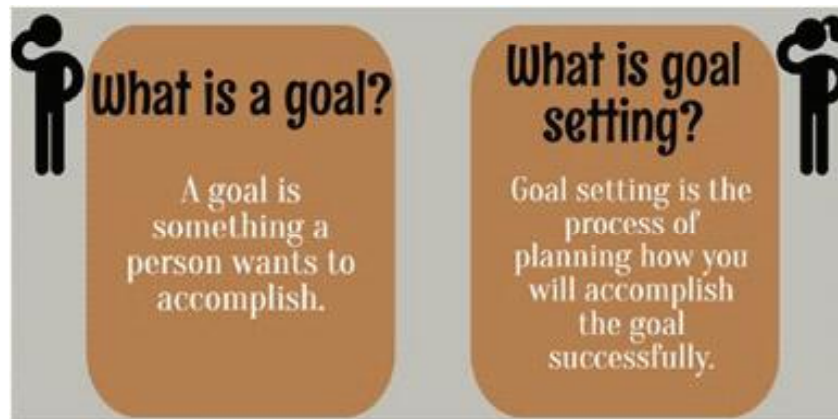 What is a goal?
A goal is
something a
person wants to
accomplish.
What is goal
setting?
Goal setting is the
process of
planning how you
will accomplish
the goal
successfully.